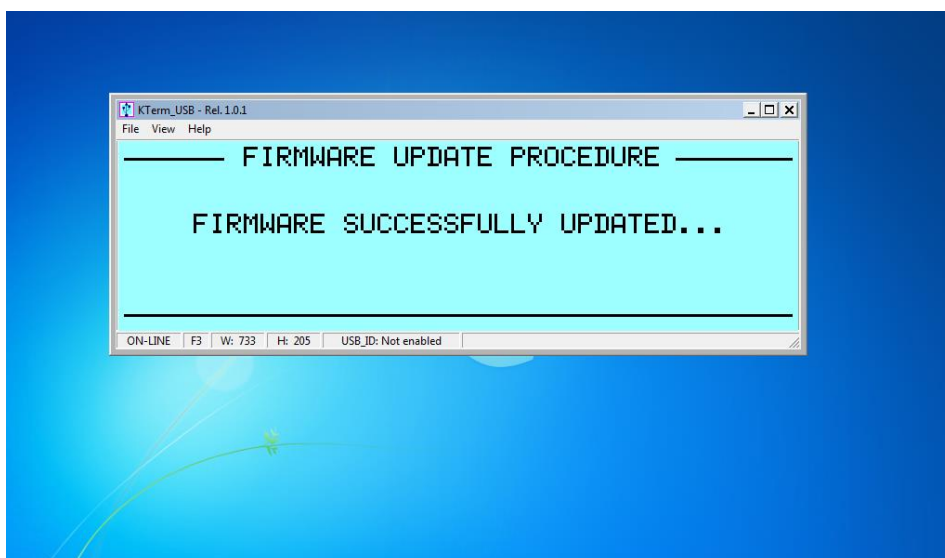 KTerm_USB - Rel. 1.0.1
File View Help
FIRMWARE UPDATE PROCEDURE
FIRMWARE SUCCESSFULLY UPDATED...
ON-LINE F3 W: 733 H: 205 USB_ID: Not enabled